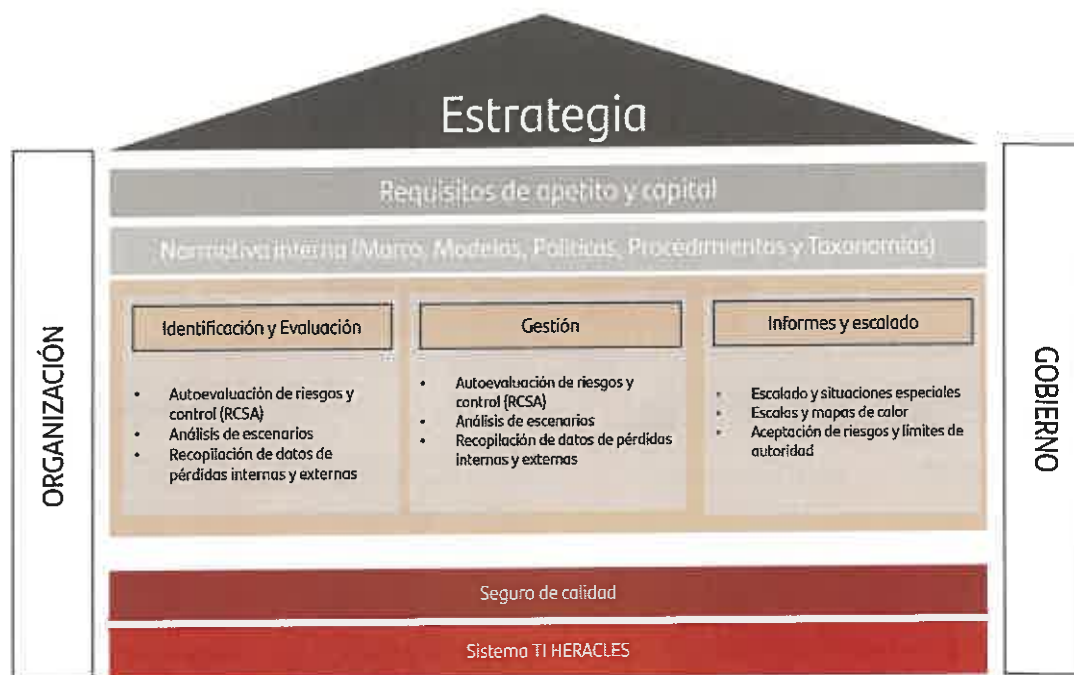 Estrategia
Requisitos de apetito y capital
Normativa interna (Marco, Modelos, Políticas, Procedimientos y Taxonomías)
ORGANIZACIÓN
Identificación y Evaluación
• Autoevaluación de riesgos y
control (RCSA)
• Análisis de escenarios
• Recopilación de datos de
pérdidas internas y externas
Gestión
• Autoevaluación de riesgos y
control (RCSA)
• Análisis de escenarios
• Recopilación de datos de pérdidas
internas y externas
Informes y escalado
• Escalado y situaciones especiales
• Escalas y mapas de calor
• Aceptación de riesgos y límites de
autoridad
GOBIERNO
Seguro de calidad
Sistema TI HERACLES